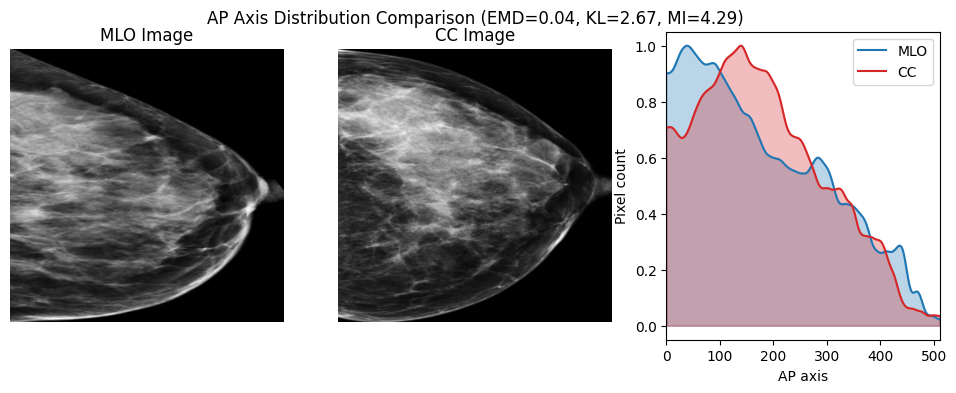 AP Axis Distribution Comparison (EMD=0.04, KL=2.67, MI=4.29)
MLO Image
CC Image
MLO
CC
Pixel count
1.0
0.8
0.6
0.4
0.2
0.0
0 100 200 300 400 500
AP axis